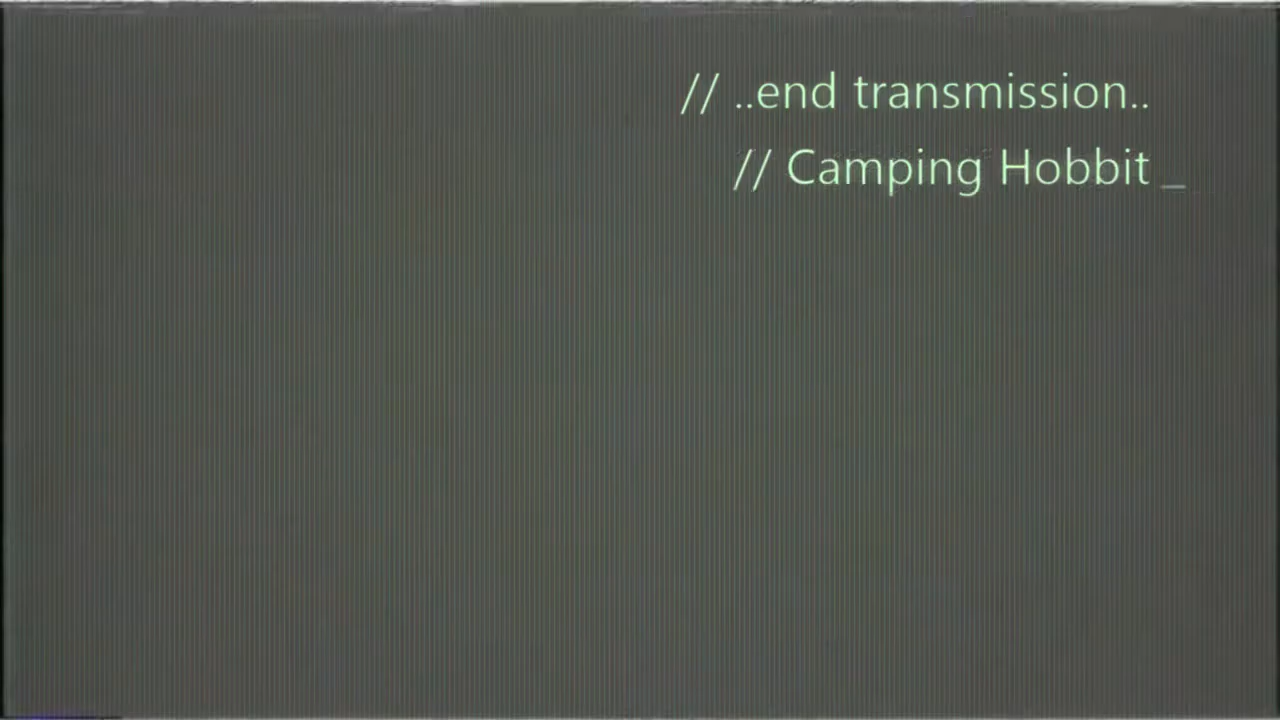 // ..end transmission..
// Camping Hobbit _